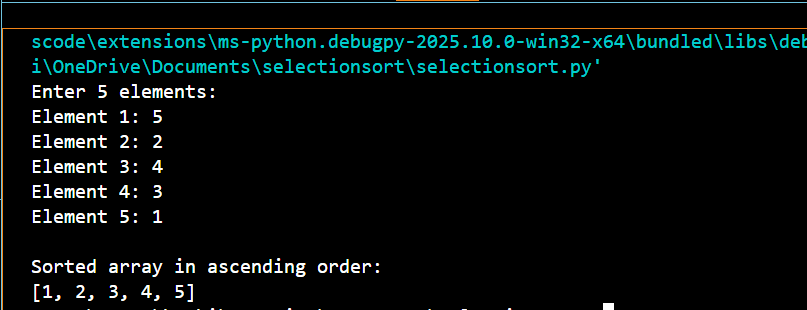 scode\extensions\ms-python.debugpy-2025.10.0-win32-x64\bundled\libs\deb
i\OneDrive\Documents\selectionsort\selectionsort.py'
Enter 5 elements:
Element 1: 5
Element 2: 2
Element 3: 4
Element 4: 3
Element 5: 1
Sorted array in ascending order:
[1, 2, 3, 4, 5]